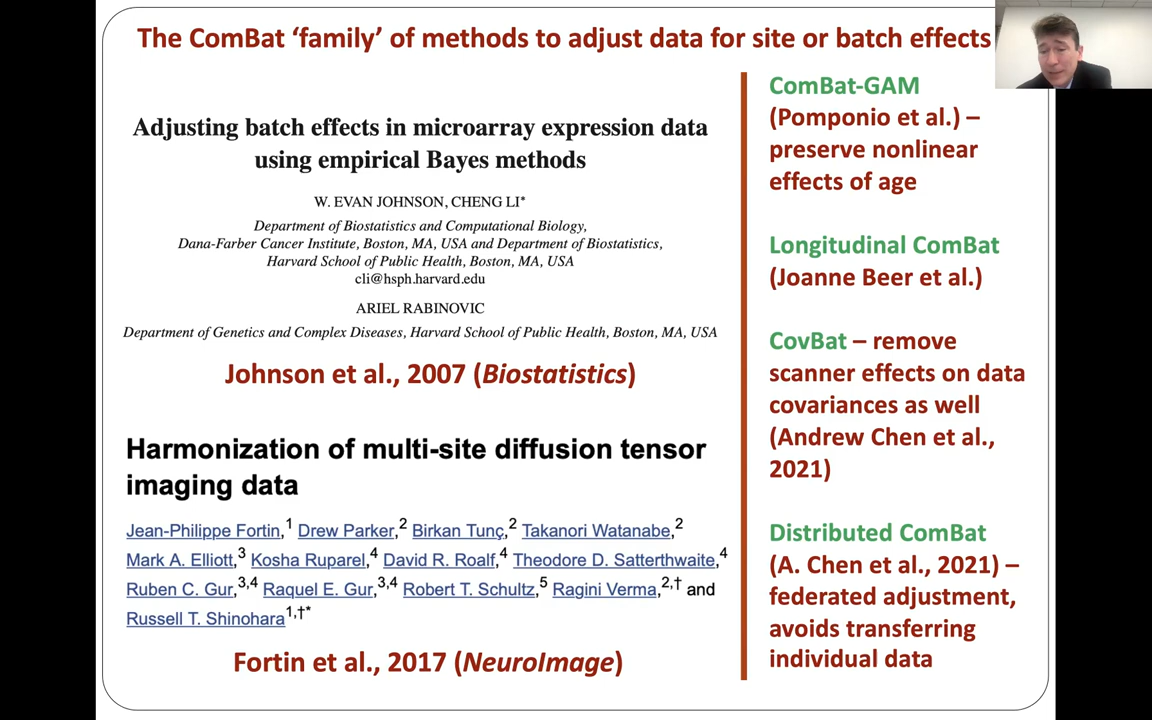 The ComBat ‘family’ of methods to adjust data for site or batch effects
Adjusting batch effects in microarray expression data
using empirical Bayes methods
W. EVAN JOHNSON, CHENG LI*
Department of Biostatistics and Computational Biology,
Dana-Farber Cancer Institute, Boston, MA, USA and Department of Biostatistics,
Harvard School of Public Health, Boston, MA, USA
cli@hsph.harvard.edu
ARIEL RABINOVIC
Department of Genetics and Complex Diseases, Harvard School of Public Health, Boston, MA, USA
Johnson et al., 2007 (Biostatistics)
Harmonization of multi-site diffusion tensor
imaging data
Jean-Philippe Fortin,1 Drew Parker,2 Birkan Tunç,2 Takanori Watanabe,2
Mark A. Elliott,3 Kosha Ruparel,4 David R. Roalf,4 Theodore D. Satterthwaite,4
Ruben C. Gur,3,4 Raquel E. Gur,3,4 Robert T. Schultz,5 Ragini Verma,2,† and
Russell T. Shinohara1,†*
Fortin et al., 2017 (NeuroImage)
ComBat-GAM
(Pomponio et al.) –
preserve nonlinear
effects of age
Longitudinal ComBat
(Joanne Beer et al.)
CovBat – remove
scanner effects on data
covariances as well
(Andrew Chen et al.,
2021)
Distributed ComBat
(A. Chen et al., 2021) –
federated adjustment,
avoids transferring
individual data